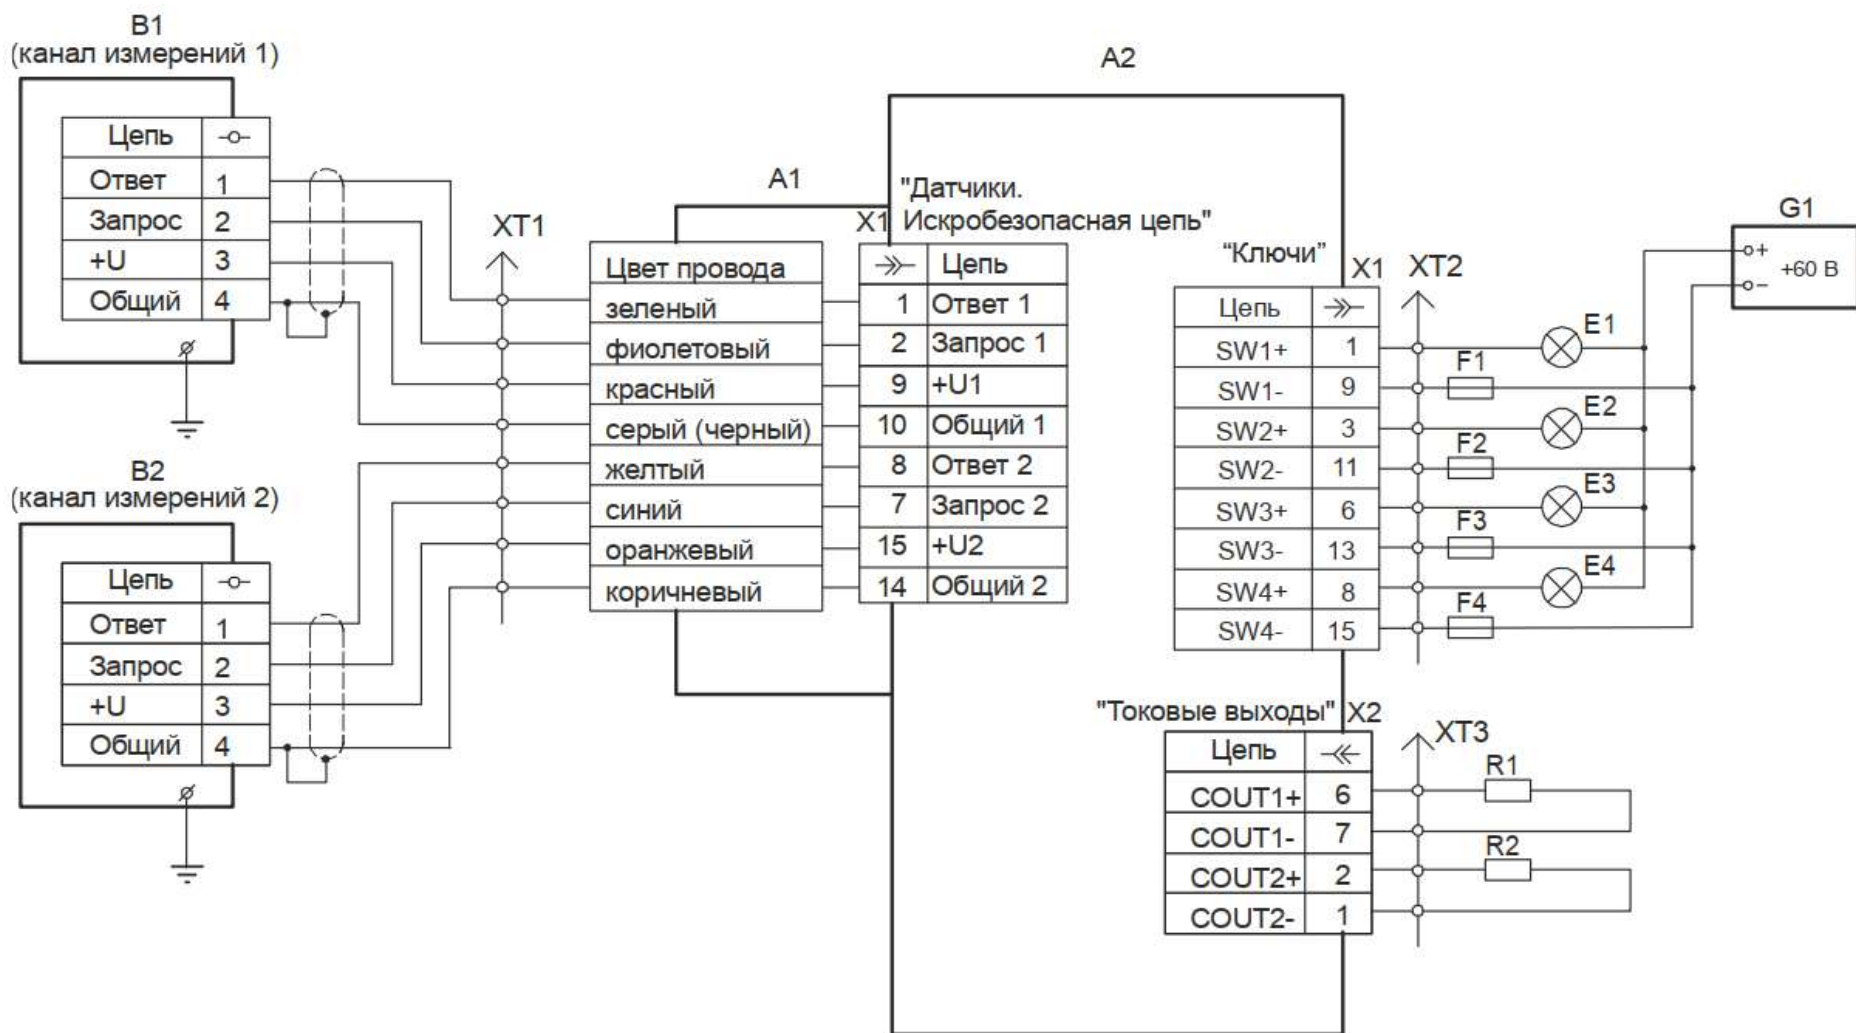 B1
(канал измерений 1)
Цепь
Ответ 1
Запрос 2
+U 3
Общий 4
B2
(канал измерений 2)
Цепь
Ответ 1
Запрос 2
+U 3
Общий 4
XT1
A1
Цвет провода
зеленый
фиолетовый
красный
серый (черный)
желтый
синий
оранжевый
коричневый
A2
"Датчики.
Искробезопасная цепь"
X1
Цепь
1 Ответ 1
2 Запрос 1
9 +U1
10 Общий 1
8 Ответ 2
7 Запрос 2
15 +U2
14 Общий 2
"Ключи"
X1
XT2
Цепь
SW1+ 1
SW1- 9
SW2+ 3
SW2- 11
SW3+ 6
SW3- 13
SW4+ 8
SW4- 15
E1
F1
E2
F2
E3
F3
E4
F4
G1
+
+60 В
-
"Токовые выходы" X2
XT3
Цепь
COUT1+ 6
COUT1- 7
COUT2+ 2
COUT2- 1
R1
R2